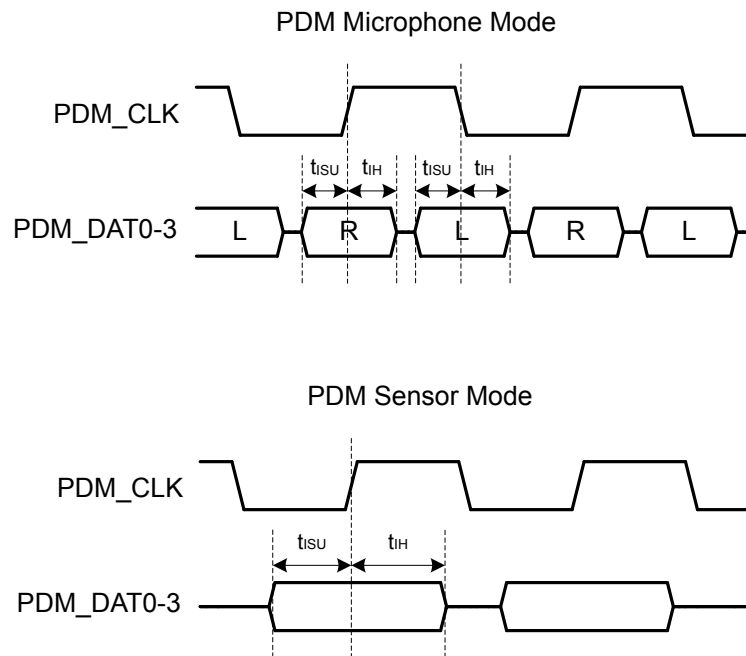 PDM Microphone Mode
PDM_CLK
tISU tIH tISU tIH
PDM_DAT0-3
L R L R L
PDM Sensor Mode
PDM_CLK
tISU tIH
PDM_DAT0-3